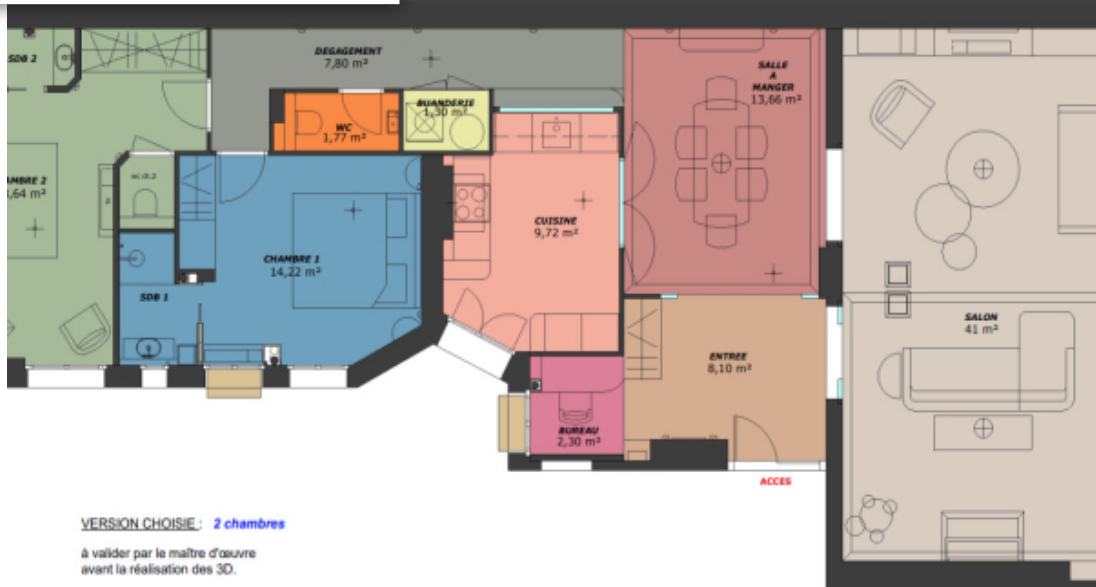 SDB 2
DEGAGEMENT
7,80 m²
SALLE
A
MANGER
13,66 m²
BUANDERIE
1,30 m²
WC
1,77 m²
AMBRE 2
,64 m²
WC ch.2
CUISINE
9,72 m²
CHAMBRE 1
14,22 m²
SDB 1
SALON
41 m²
ENTREE
8,10 m²
BUREAU
2,30 m²
ACCES
VERSION CHOISIE : 2 chambres
à valider par le maître d'œuvre
avant la réalisation des 3D.